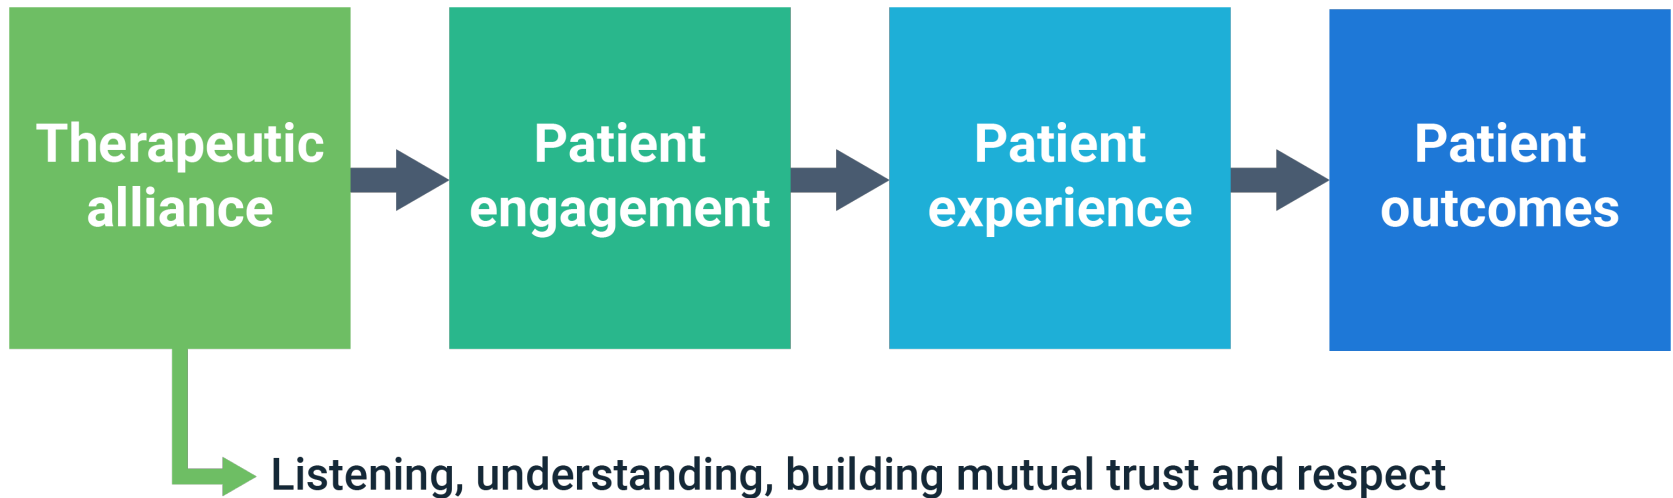 Therapeutic
alliance
Patient
engagement
Patient
experience
Patient
outcomes
Listening, understanding, building mutual trust and respect